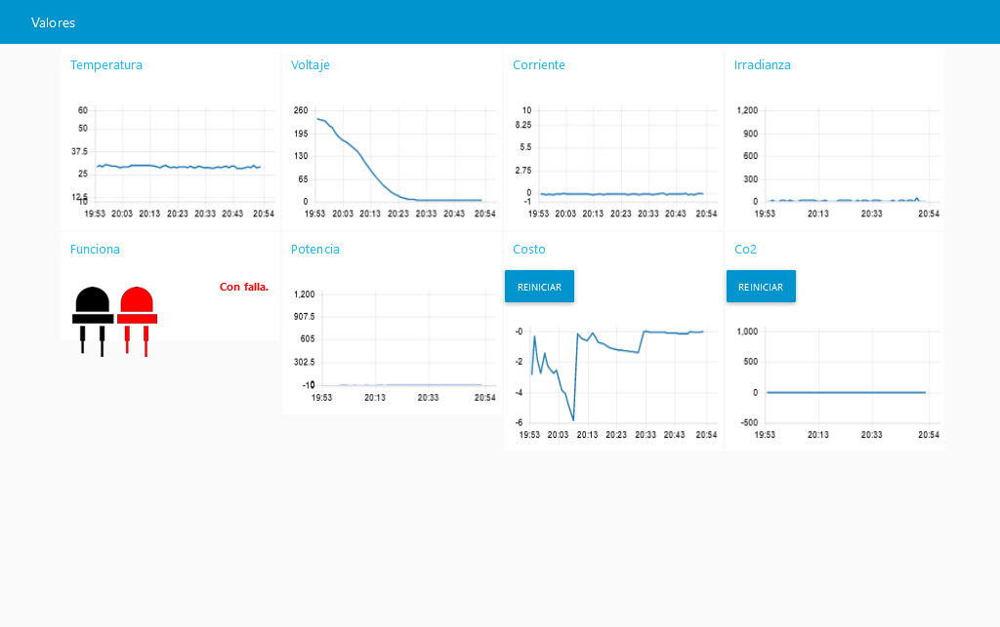 Valores
Temperatura
60
50
37.5
25
12.5
10
19:53 20:03 20:13 20:23 20:33 20:43 20:54
Voltaje
260
195
130
65
0
19:53 20:03 20:13 20:23 20:33 20:43 20:54
Corriente
10
8.25
5.5
2.75
0
-1
19:53 20:03 20:13 20:23 20:33 20:43 20:54
Irradianza
1,200
900
600
300
0
19:53 20:13 20:33 20:54
Funciona
Con falla.
Potencia
1,200
907.5
605
302.5
-10
19:53 20:13 20:33 20:54
Costo
REINICIAR
-0
-2
-4
-6
19:53 20:03 20:13 20:23 20:33 20:43 20:54
Co2
REINICIAR
1,000
500
0
-500
19:53 20:13 20:33 20:54